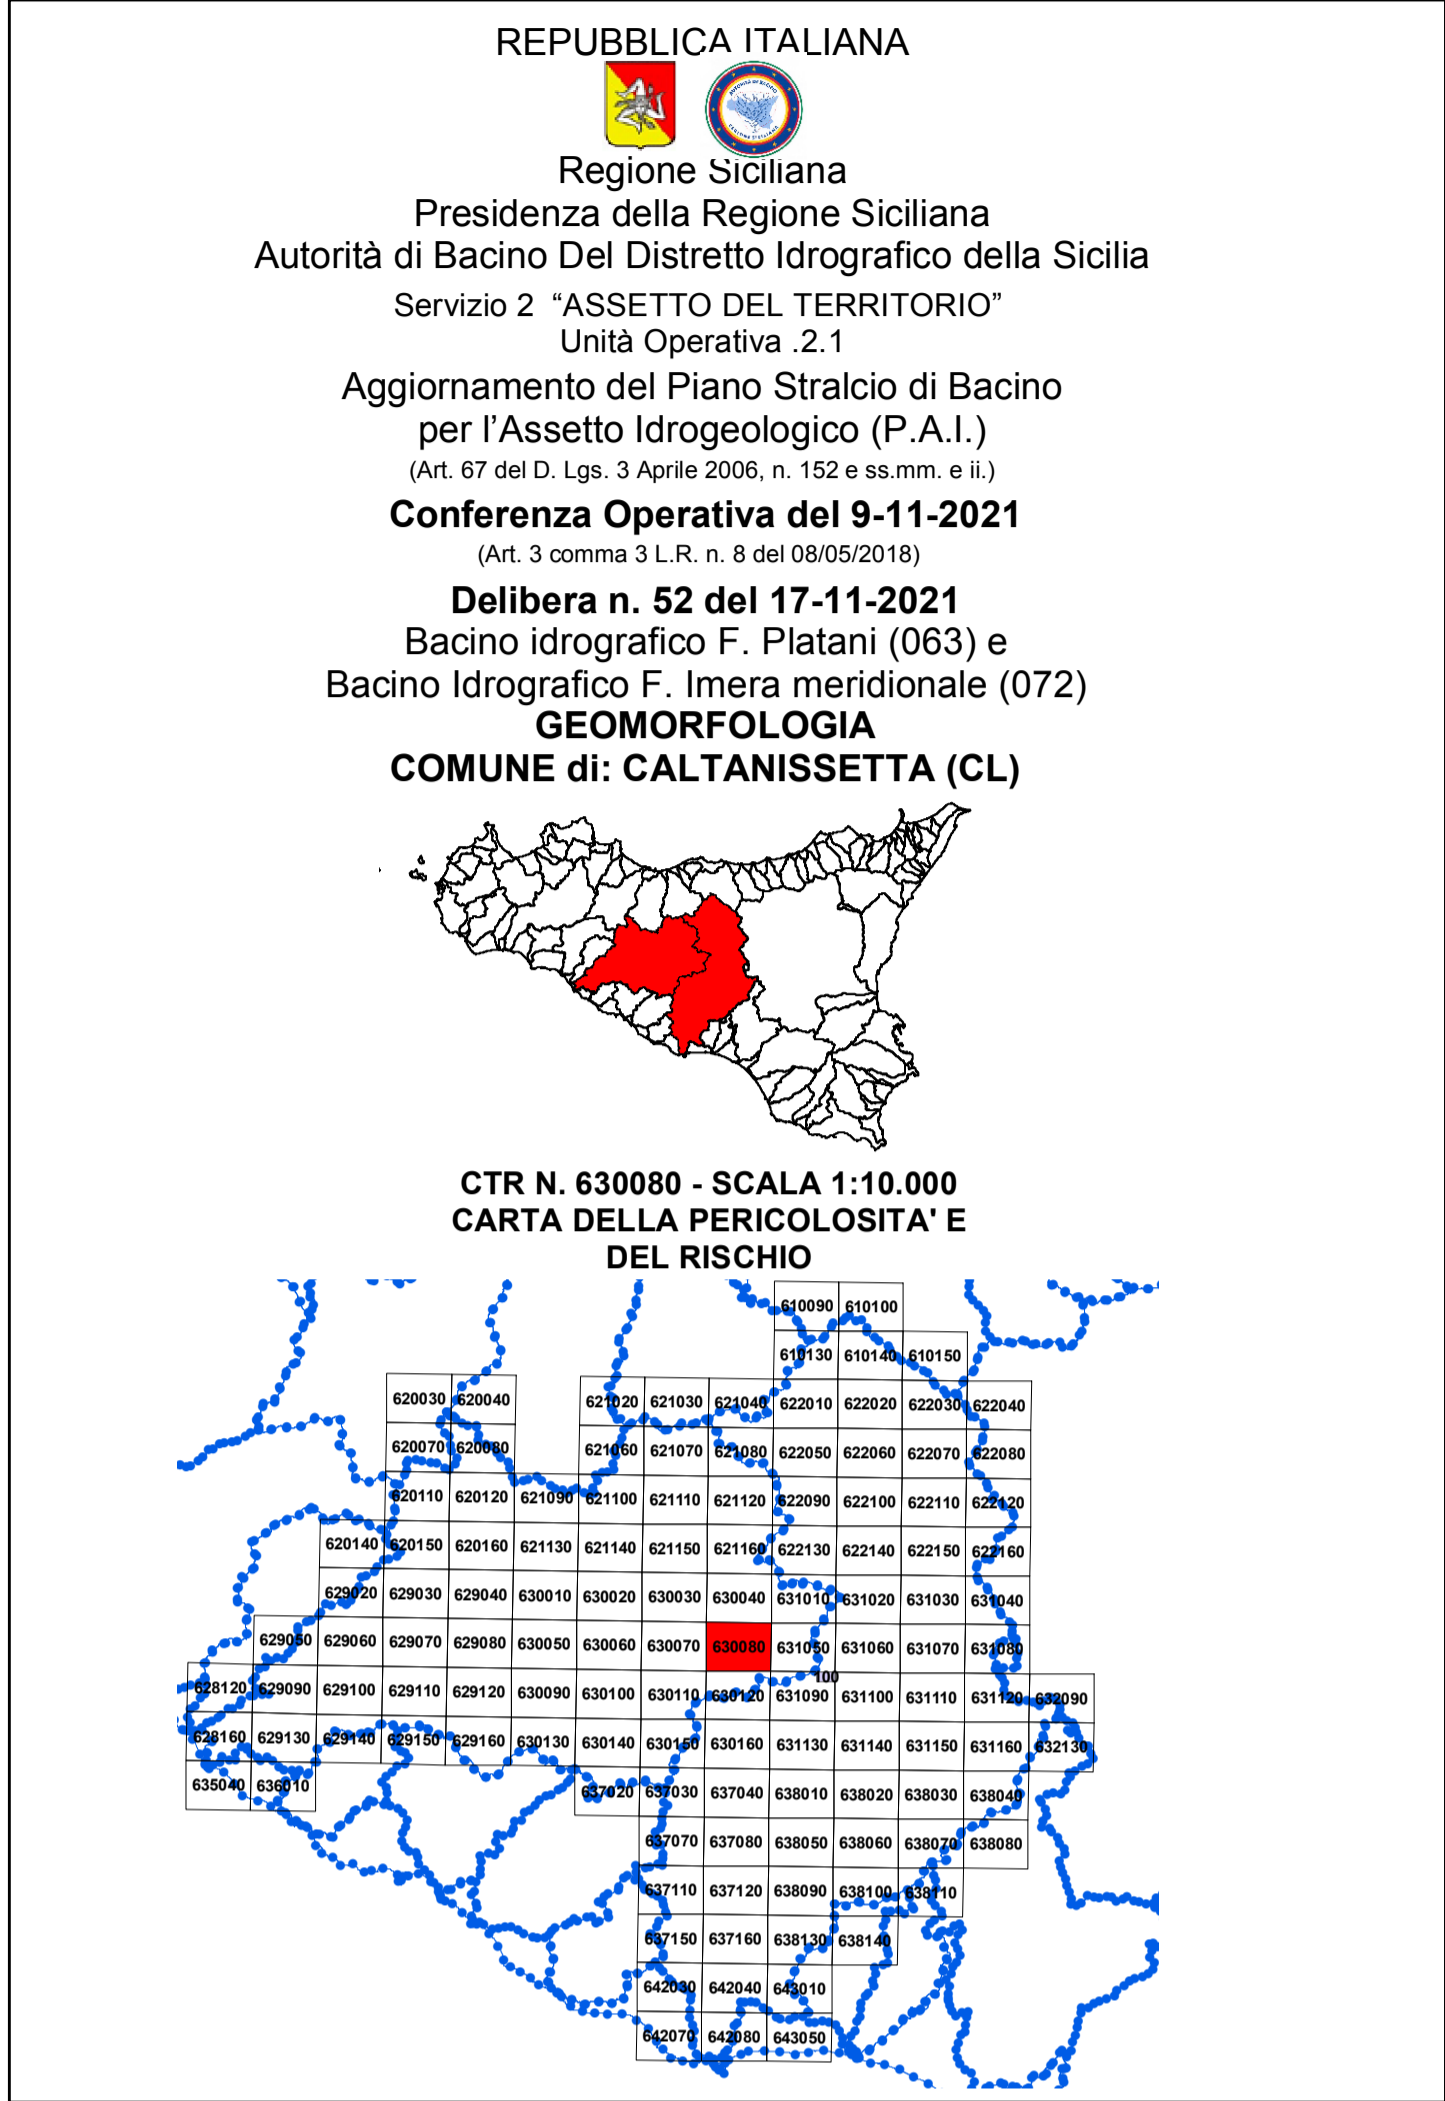 REPUBBLICA ITALIANA
Regione Siciliana
Presidenza della Regione Siciliana
Autorità di Bacino Del Distretto Idrografico della Sicilia
Servizio 2 “ASSETTO DEL TERRITORIO”
Unità Operativa .2.1
Aggiornamento del Piano Stralcio di Bacino
per l’Assetto Idrogeologico (P.A.I.)
(Art. 67 del D. Lgs. 3 Aprile 2006, n. 152 e ss.mm. e ii.)
Conferenza Operativa del 9-11-2021
(Art. 3 comma 3 L.R. n. 8 del 08/05/2018)
Delibera n. 52 del 17-11-2021
Bacino idrografico F. Platani (063) e
Bacino Idrografico F. Imera meridionale (072)
GEOMORFOLOGIA
COMUNE di: CALTANISSETTA (CL)
CTR N. 630080 - SCALA 1:10.000
CARTA DELLA PERICOLOSITA' E
DEL RISCHIO
610090 610100
610130 610140 610150
620030 620040 621020 621030 621040 622010 622020 622030 622040
620070 620080 621060 621070 621080 622050 622060 622070 622080
620110 620120 621090 621100 621110 621120 622090 622100 622110 622120
620140 620150 620160 621130 621140 621150 621160 622130 622140 622150 622160
629020 629030 629040 630010 630020 630030 630040 631010 631020 631030 631040
629050 629060 629070 629080 630050 630060 630070 630080 631050 631060 631070 631080
100
628120 629090 629100 629110 629120 630090 630100 630110 630120 631090 631100 631110 631120 632090
628160 629130 629140 629150 629160 630130 630140 630150 630160 631130 631140 631150 631160 632130
635040 636010 637020 637030 637040 638010 638020 638030 638040
637070 637080 638050 638060 638070 638080
637110 637120 638090 638100 638110
637150 637160 638130 638140
642030 642040 643010
642070 642080 643050